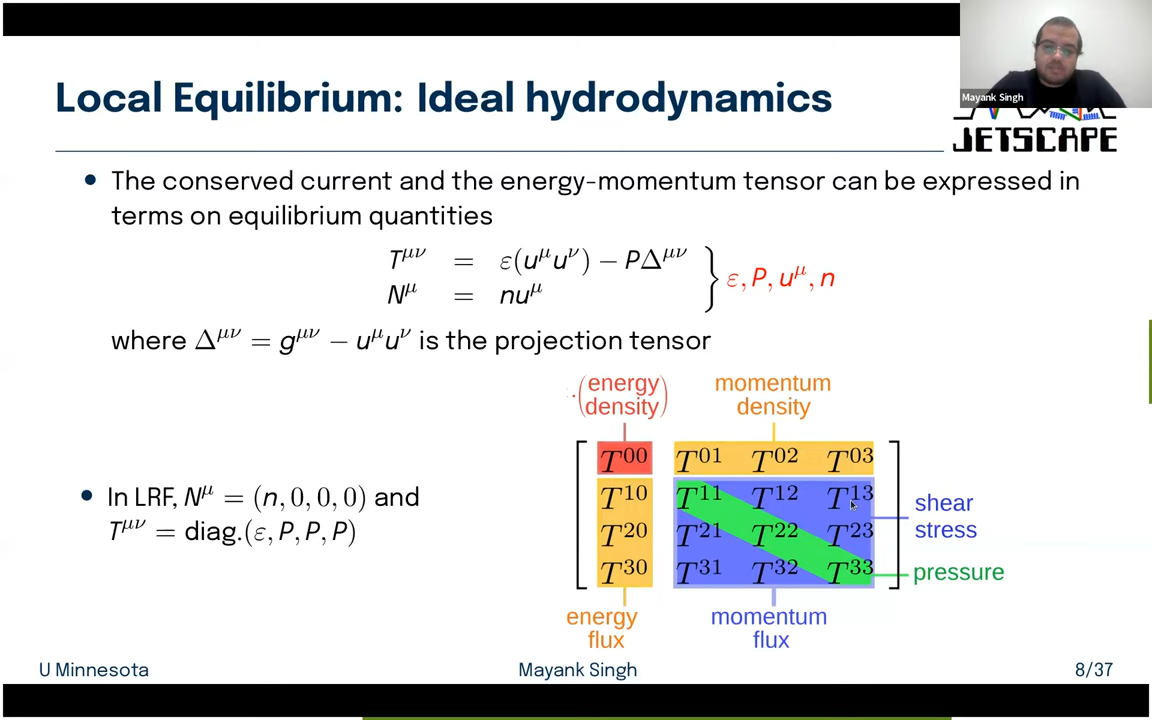 Mayank Singh
JETSCAPE
Local Equilibrium: Ideal hydrodynamics
• The conserved current and the energy-momentum tensor can be expressed in
terms on equilibrium quantities
T^{μν} = ε(u^μ u^ν) − PΔ^{μν}
N^μ = nu^μ
} ε, P, u^μ, n
where Δ^{μν} = g^{μν} − u^μ u^ν is the projection tensor
(energy density)
momentum
density
T^{00} T^{01} T^{02} T^{03}
T^{10} T^{11} T^{12} T^{13}
T^{20} T^{21} T^{22} T^{23}
T^{30} T^{31} T^{32} T^{33}
shear
stress
pressure
energy
flux
momentum
flux
• In LRF, N^μ = (n, 0, 0, 0) and
T^{μν} = diag.(ε, P, P, P)
U Minnesota
Mayank Singh
8/37